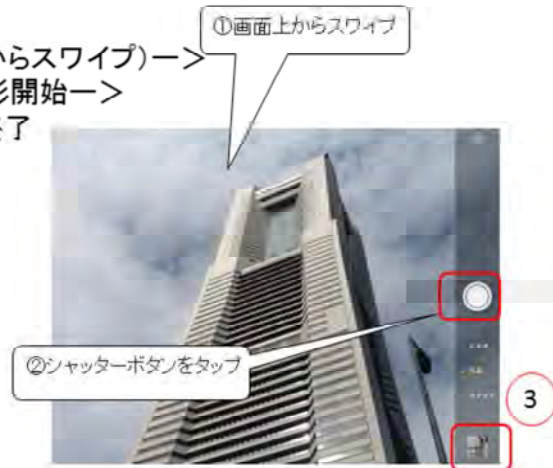 ①画面上からスワイプ
からスワイプ)ー>
影開始ー>
終了
②シャッターボタンをタップ
3